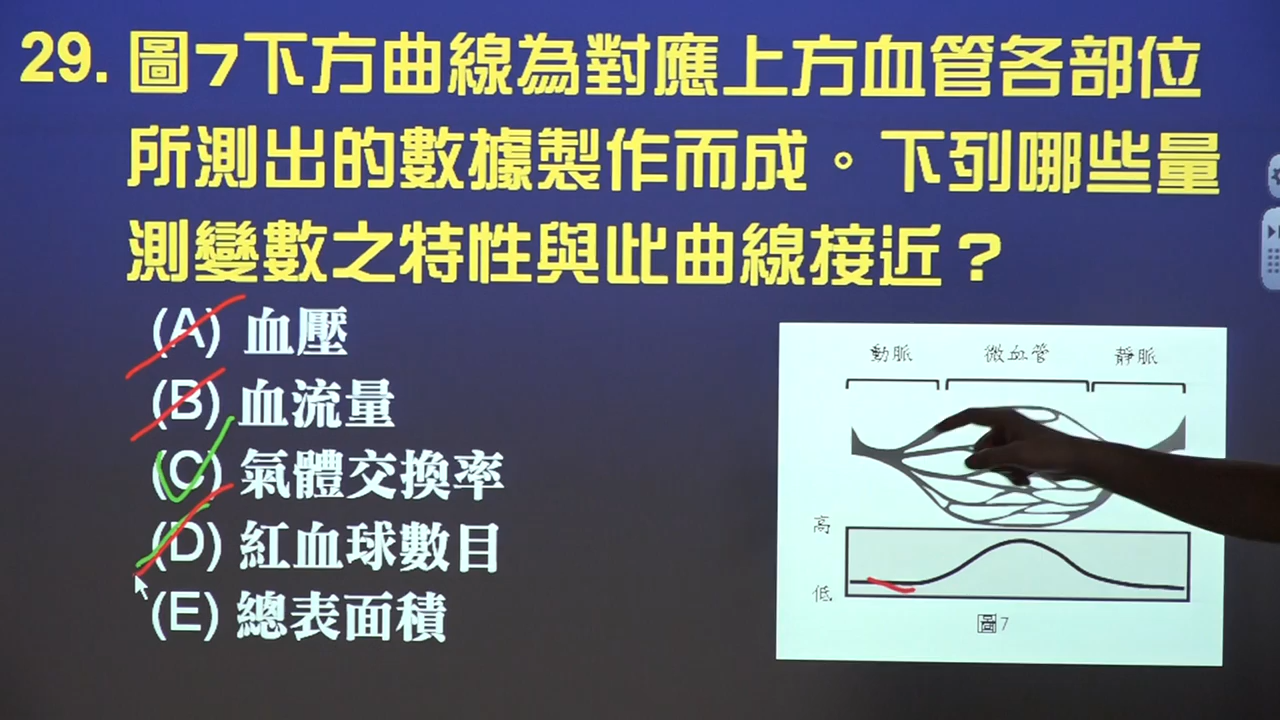 29. 圖7下方曲線為對應上方血管各部位
所測出的數據製作而成。下列哪些量
測變數之特性與此曲線接近？
(A) 血壓
(B) 血流量
(C) 氣體交換率
(D) 紅血球數目
(E) 總表面積
動脈 微血管 靜脈
高
低
圖7